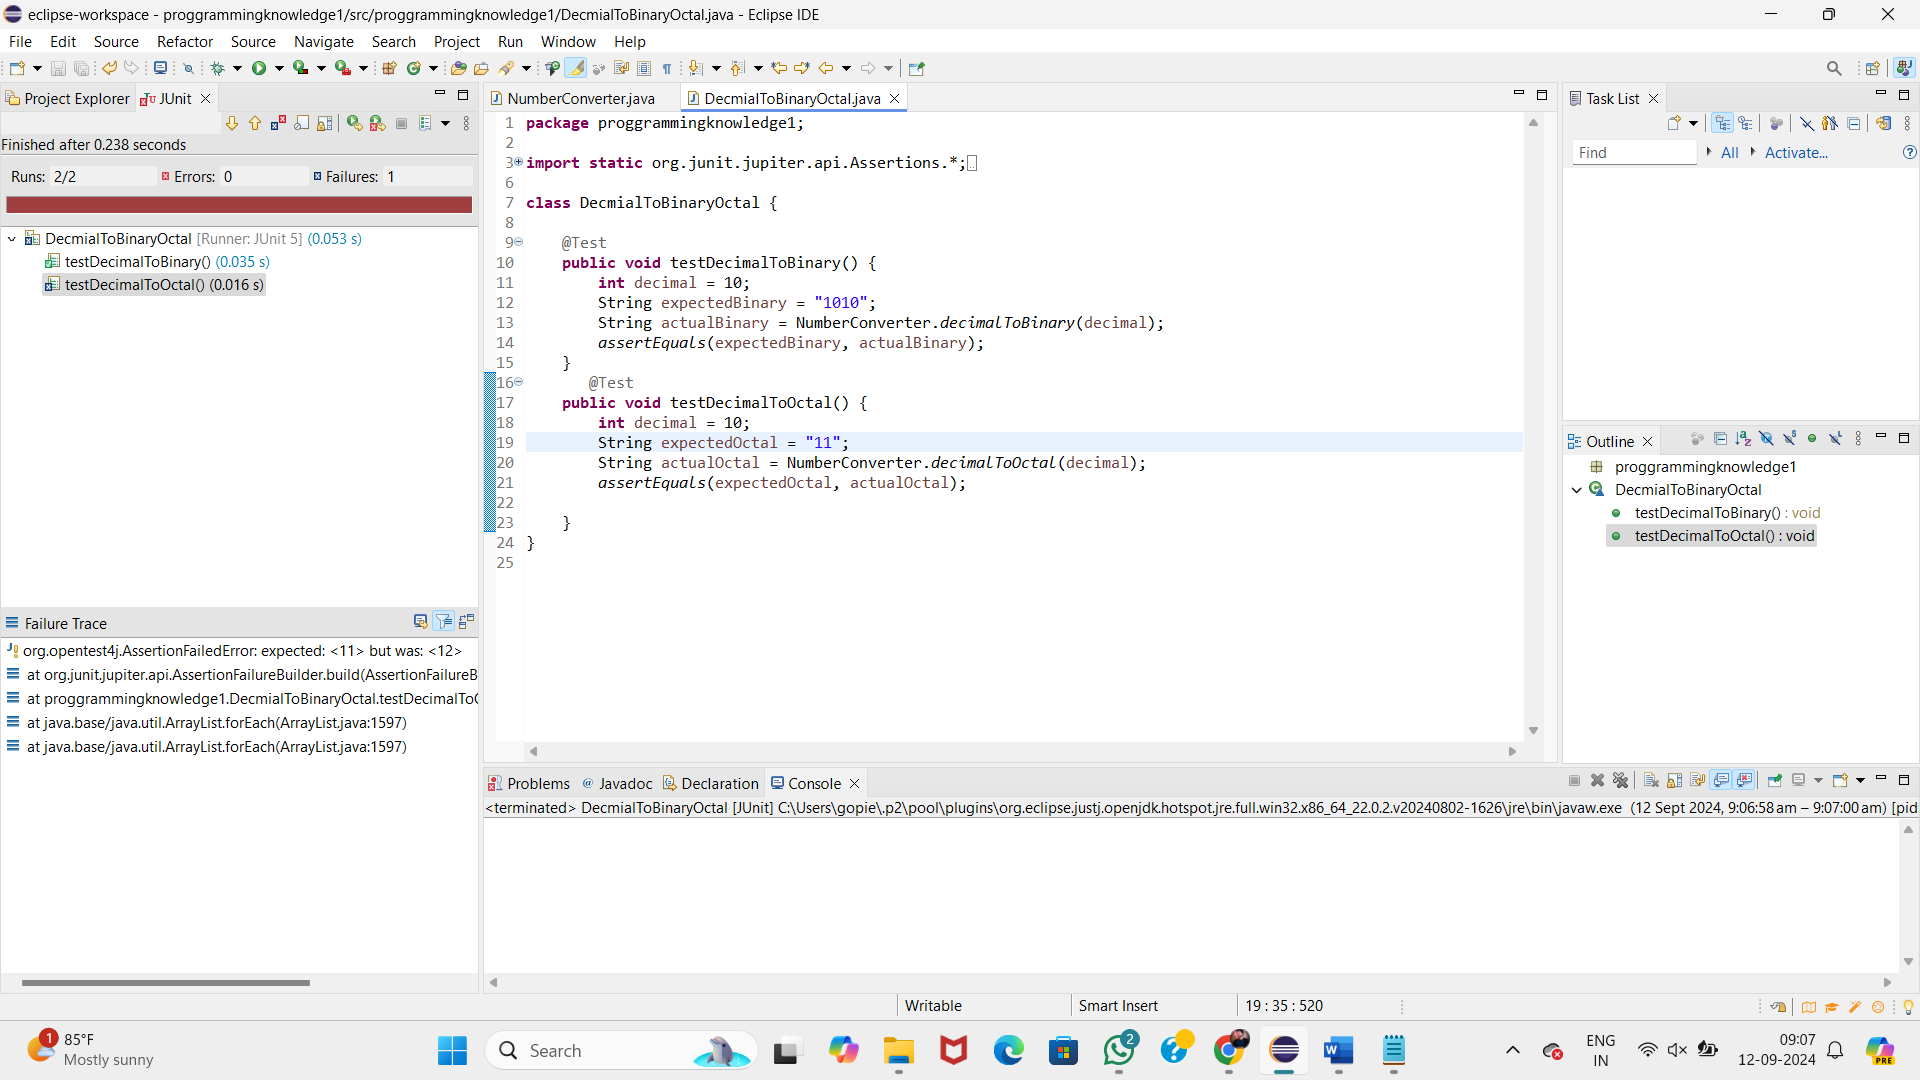 eclipse-workspace - proggrammingknowledge1/src/proggrammingknowledge1/DecmialToBinaryOctal.java - Eclipse IDE
File Edit Source Refactor Source Navigate Search Project Run Window Help
Project Explorer JUnit
Finished after 0.238 seconds
Runs: 2/2 Errors: 0 Failures: 1
DecmialToBinaryOctal [Runner: JUnit 5] (0.053 s)
testDecimalToBinary() (0.035 s)
testDecimalToOctal() (0.016 s)
Failure Trace
org.opentest4j.AssertionFailedError: expected: <11> but was: <12>
at org.junit.jupiter.api.AssertionFailureBuilder.build(AssertionFailureB
at proggrammingknowledge1.DecmialToBinaryOctal.testDecimalToO
at java.base/java.util.ArrayList.forEach(ArrayList.java:1597)
at java.base/java.util.ArrayList.forEach(ArrayList.java:1597)
NumberConverter.java DecmialToBinaryOctal.java
1 package proggrammingknowledge1;
2
3 import static org.junit.jupiter.api.Assertions.*;
6
7 class DecmialToBinaryOctal {
8
9 @Test
10 public void testDecimalToBinary() {
11 int decimal = 10;
12 String expectedBinary = "1010";
13 String actualBinary = NumberConverter.decimalToBinary(decimal);
14 assertEquals(expectedBinary, actualBinary);
15 }
16 @Test
17 public void testDecimalToOctal() {
18 int decimal = 10;
19 String expectedOctal = "11";
20 String actualOctal = NumberConverter.decimalToOctal(decimal);
21 assertEquals(expectedOctal, actualOctal);
22
23 }
24 }
25
Task List
Find All Activate...
Outline
proggrammingknowledge1
DecmialToBinaryOctal
testDecimalToBinary() : void
testDecimalToOctal() : void
Problems @ Javadoc Declaration Console
<terminated> DecmialToBinaryOctal [JUnit] C:\Users\gopie\.p2\pool\plugins\org.eclipse.justj.openjdk.hotspot.jre.full.win32.x86_64_22.0.2.v20240802-1626\jre\bin\javaw.exe (12 Sept 2024, 9:06:58 am – 9:07:00 am) [pid
Writable Smart Insert 19 : 35 : 520
1
85°F
Mostly sunny
Search
2
ENG
IN
09:07
12-09-2024
PRE